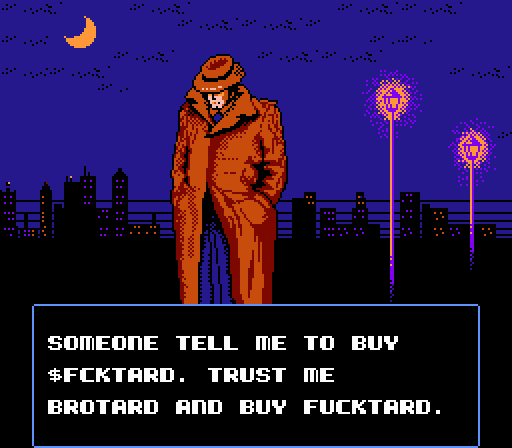 SOMEONE TELL ME TO BUY
$FCKTARD. TRUST ME
BROTARD AND BUY FUCKTARD.